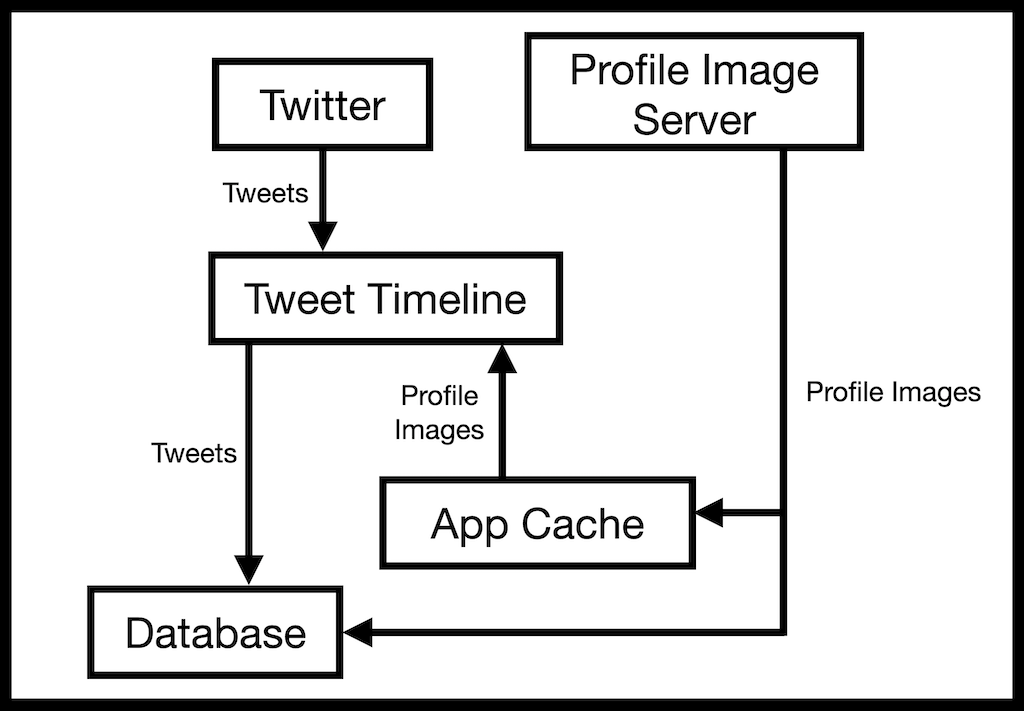 Twitter
Profile Image
Server
Tweets
Tweet Timeline
Profile
Images
Profile Images
Tweets
App Cache
Database